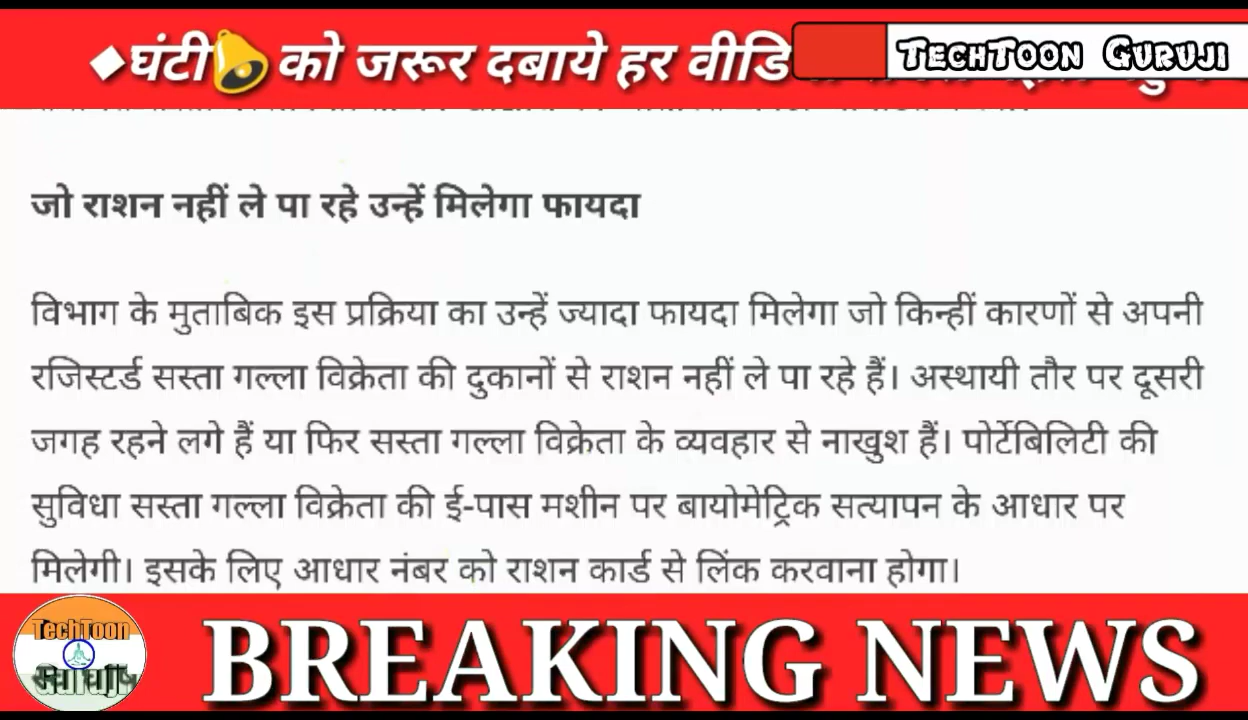 ◆घंटी🔔को जरूर दबाये हर वीडि
TECHTOON GURUJI
जो राशन नहीं ले पा रहे उन्हें मिलेगा फायदा
विभाग के मुताबिक इस प्रक्रिया का उन्हें ज्यादा फायदा मिलेगा जो किन्हीं कारणों से अपनी
रजिस्टर्ड सस्ता गल्ला विक्रेता की दुकानों से राशन नहीं ले पा रहे हैं। अस्थायी तौर पर दूसरी
जगह रहने लगे हैं या फिर सस्ता गल्ला विक्रेता के व्यवहार से नाखुश हैं। पोर्टेबिलिटी की
सुविधा सस्ता गल्ला विक्रेता की ई-पास मशीन पर बायोमेट्रिक सत्यापन के आधार पर
मिलेगी। इसके लिए आधार नंबर को राशन कार्ड से लिंक करवाना होगा।
TechToon
GuruJi
BREAKING NEWS